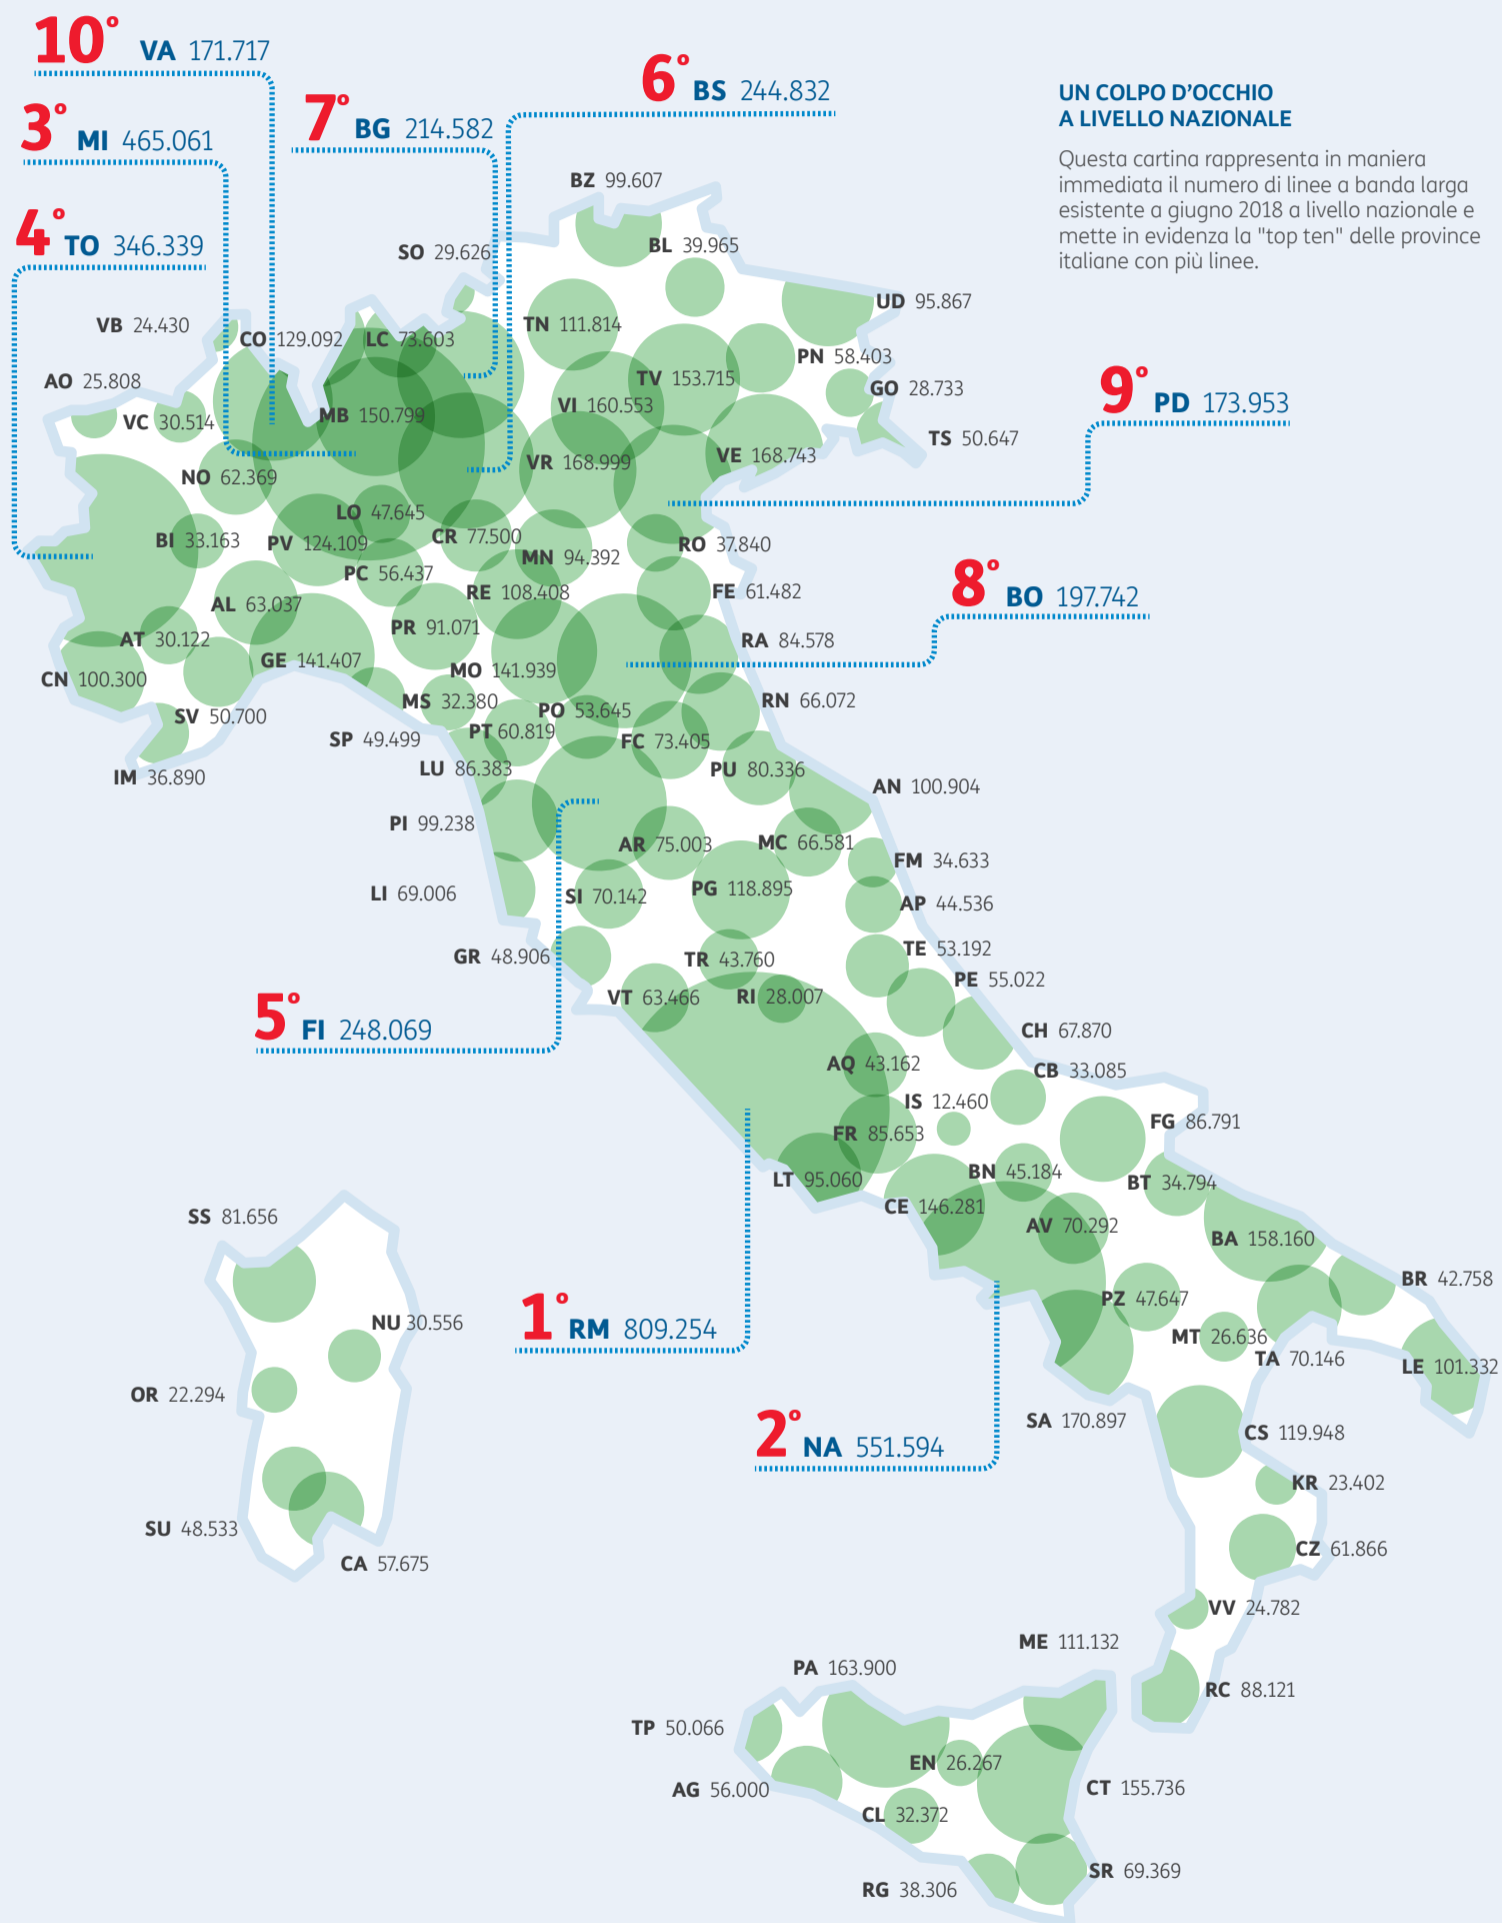 10° VA 171.717
3° MI 465.061
4° TO 346.339
7° BG 214.582
6° BS 244.832
UN COLPO D'OCCHIO
A LIVELLO NAZIONALE
Questa cartina rappresenta in maniera
immediata il numero di linee a banda larga
esistente a giugno 2018 a livello nazionale e
mette in evidenza la "top ten" delle province
italiane con più linee.
BZ 99.607
BL 39.965
SO 29.626
UD 95.867
VB 24.430
CO 129.092
LC 73.603
TN 111.814
PN 58.403
AO 25.808
TV 153.715
GO 28.733
9° PD 173.953
VC 30.514
MB 150.799
VI 160.553
TS 50.647
NO 62.369
VR 168.999
VE 168.743
LO 47.645
BI 33.163
PV 124.109
CR 77.500
MN 94.392
RO 37.840
PC 56.437
RE 108.408
FE 61.482
8° BO 197.742
AL 63.037
AT 30.122
PR 91.071
RA 84.578
GE 141.407
MO 141.939
CN 100.300
MS 32.380
PO 53.645
RN 66.072
SV 50.700
SP 49.499
PT 60.819
FC 73.405
IM 36.890
LU 86.383
PU 80.336
AN 100.904
PI 99.238
AR 75.003
MC 66.581
FM 34.633
LI 69.006
SI 70.142
PG 118.895
AP 44.536
GR 48.906
TR 43.760
TE 53.192
PE 55.022
VT 63.466
RI 28.007
5° FI 248.069
CH 67.870
AQ 43.162
CB 33.085
IS 12.460
FG 86.791
FR 85.653
LT 95.060
BN 45.184
BT 34.794
CE 146.281
AV 70.292
BA 158.160
SS 81.656
BR 42.758
PZ 47.647
NU 30.556
1° RM 809.254
MT 26.636
TA 70.146
LE 101.332
OR 22.294
SA 170.897
2° NA 551.594
CS 119.948
KR 23.402
SU 48.533
CA 57.675
CZ 61.866
VV 24.782
ME 111.132
PA 163.900
RC 88.121
TP 50.066
EN 26.267
AG 56.000
CT 155.736
CL 32.372
SR 69.369
RG 38.306